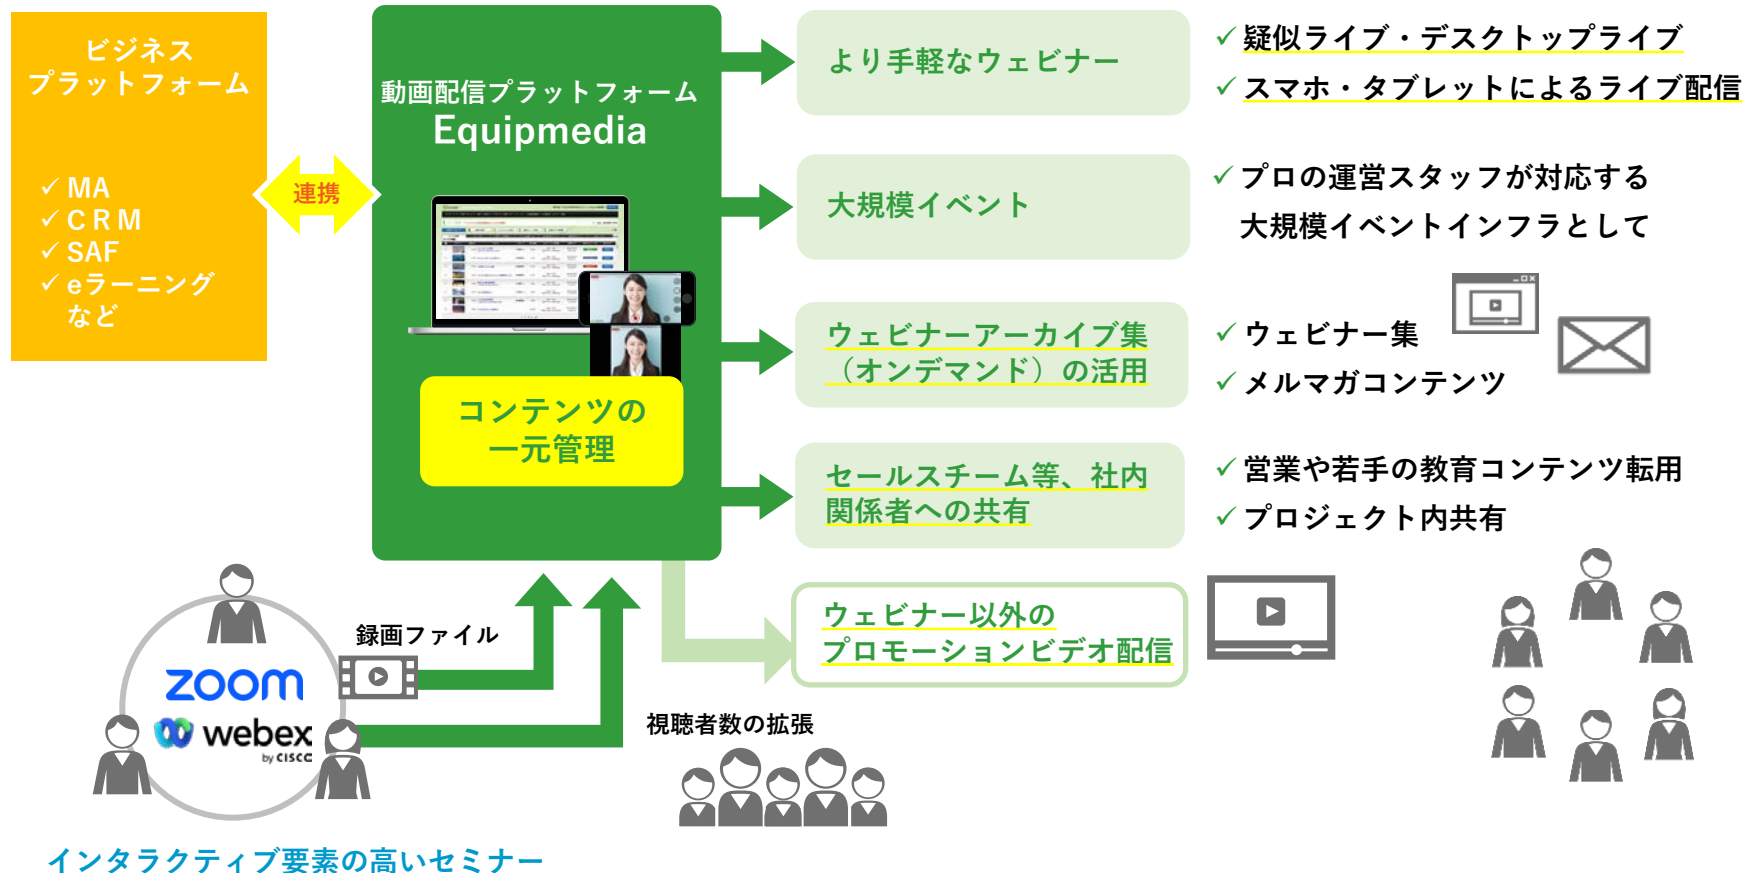 ビジネス
プラットフォーム
MA
CRM
SAF
eラーニング
など
連携
動画配信プラットフォーム
Equipmedia
コンテンツの
一元管理
より手軽なウェビナー
疑似ライブ・デスクトップライブ
スマホ・タブレットによるライブ配信
大規模イベント
プロの運営スタッフが対応する
大規模イベントインフラとして
ウェビナーアーカイブ集
（オンデマンド）の活用
ウェビナー集
メルマガコンテンツ
セールスチーム等、社内
関係者への共有
営業や若手の教育コンテンツ転用
プロジェクト内共有
ウェビナー以外の
プロモーションビデオ配信
録画ファイル
zoom
webex
by CISCO
視聴者数の拡張
インタラクティブ要素の高いセミナー